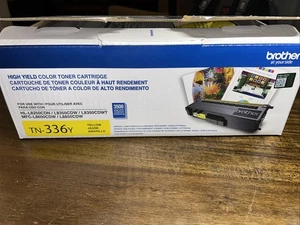 brother
at your side
HIGH YIELD COLOR TONER CARTRIDGE
CARTOUCHE DE TONER COULEUR À HAUT RENDEMENT
CARTUCHO DE TONER A COLOR DE ALTO RENDIMIENTO
FOR USE WITH / POUR UTILISER AVEC
PARA USO CON
HL-L8250CDN / L8350CDW / L8350CDWT
MFC-L8600CDW / L8850CDW
3500
TN-336Y
YELLOW
JAUNE
AMARILLO